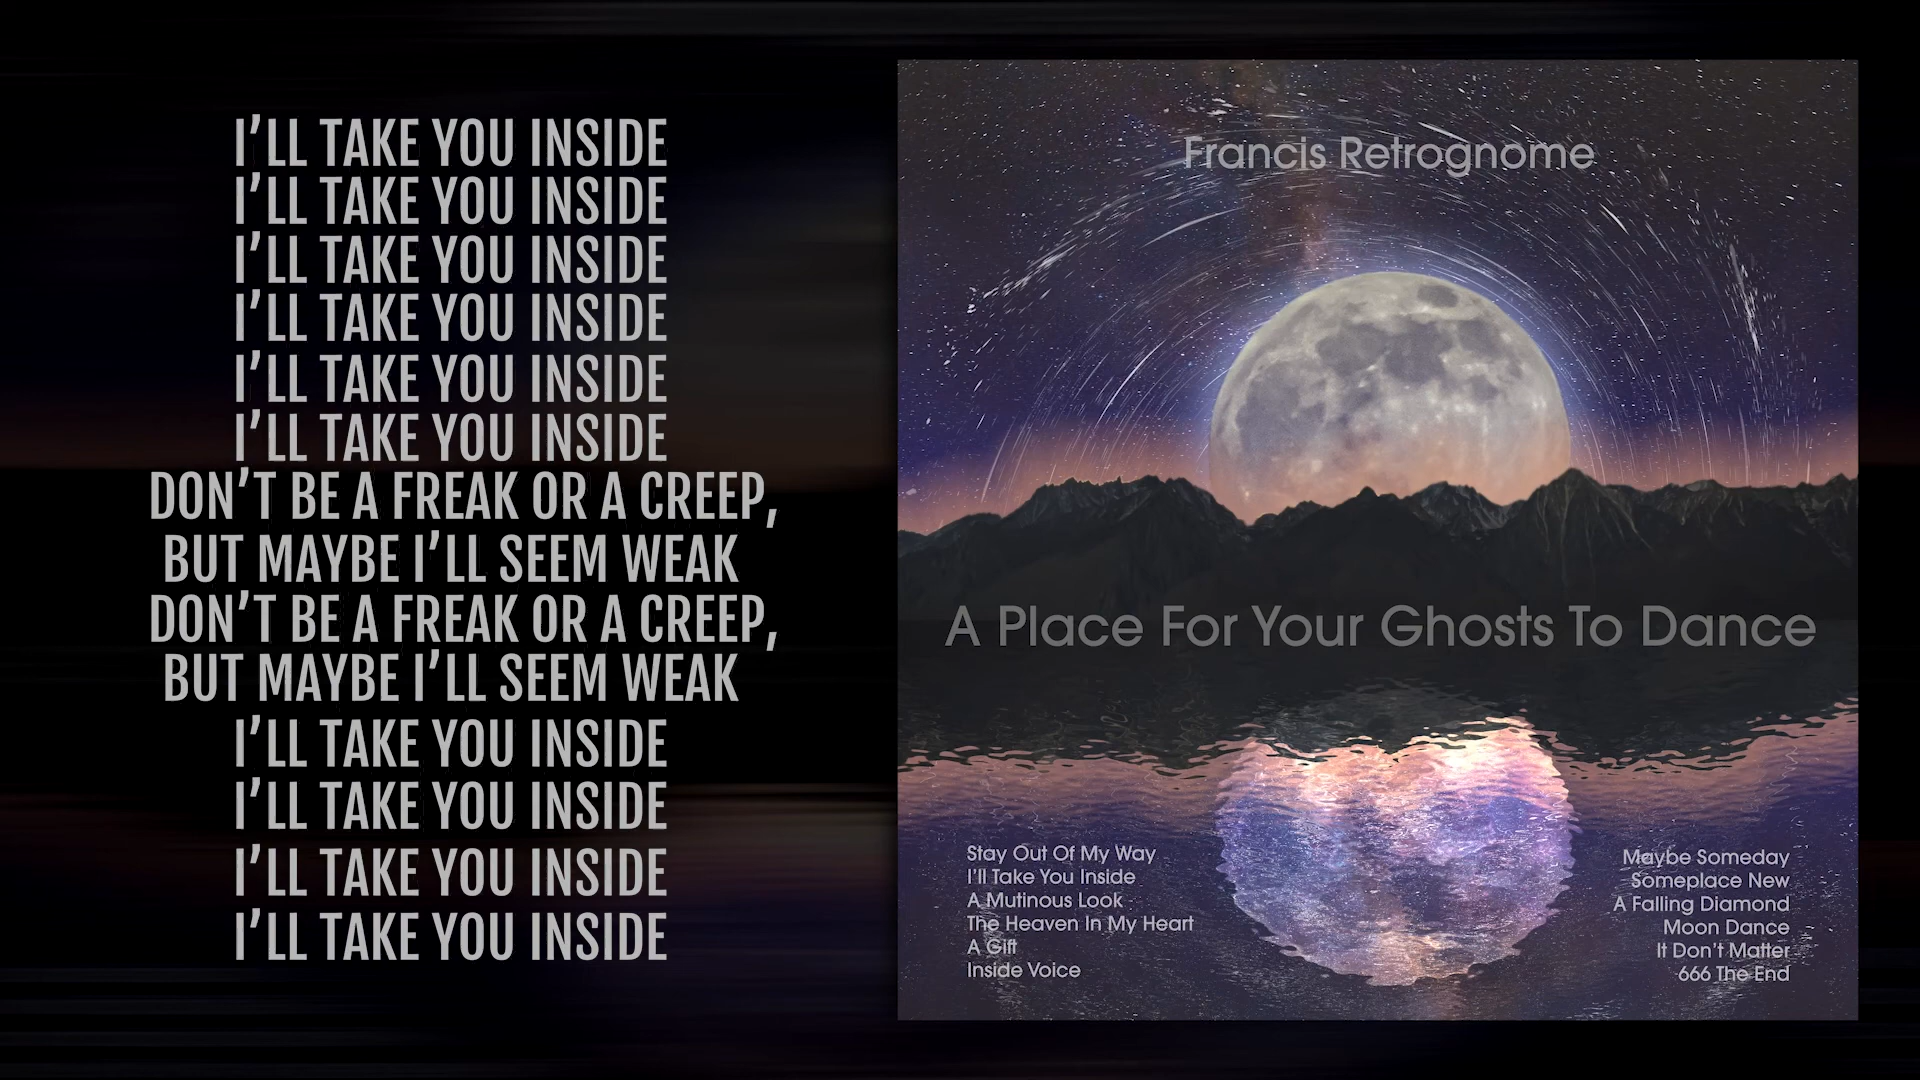 I'LL TAKE YOU INSIDE
I'LL TAKE YOU INSIDE
I'LL TAKE YOU INSIDE
I'LL TAKE YOU INSIDE
I'LL TAKE YOU INSIDE
I'LL TAKE YOU INSIDE
DON'T BE A FREAK OR A CREEP,
BUT MAYBE I'LL SEEM WEAK
DON'T BE A FREAK OR A CREEP,
BUT MAYBE I'LL SEEM WEAK
I'LL TAKE YOU INSIDE
I'LL TAKE YOU INSIDE
I'LL TAKE YOU INSIDE
I'LL TAKE YOU INSIDE
Francis Retrognome
A Place For Your Ghosts To Dance
Stay Out Of My Way
I'll Take You Inside
A Mutinous Look
The Heaven In My Heart
A Gift
Inside Voice
Maybe Someday
Someplace New
A Falling Diamond
Moon Dance
It Don't Matter
666 The End